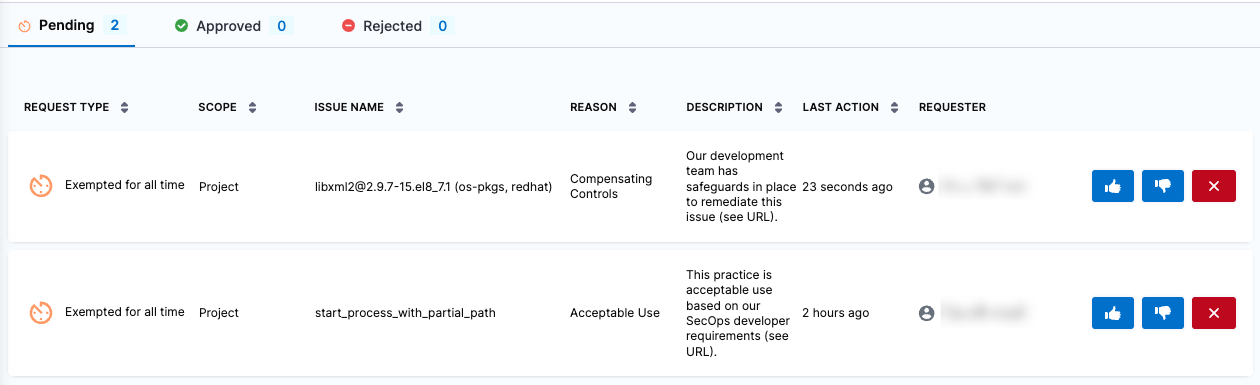 Pending 2 Approved 0 Rejected 0
REQUEST TYPE SCOPE ISSUE NAME REASON DESCRIPTION LAST ACTION REQUESTER
Exempted for all time
Project
libxml2@2.9.7-15.el8_7.1 (os-pkgs, redhat)
Compensating
Controls
Our development
team has
safeguards in place
to remediate this
issue (see URL).
23 seconds ago
Exempted for all time
Project
start_process_with_partial_path
Acceptable Use
This practice is
acceptable use
based on our
SecOps developer
requirements (see
URL).
2 hours ago